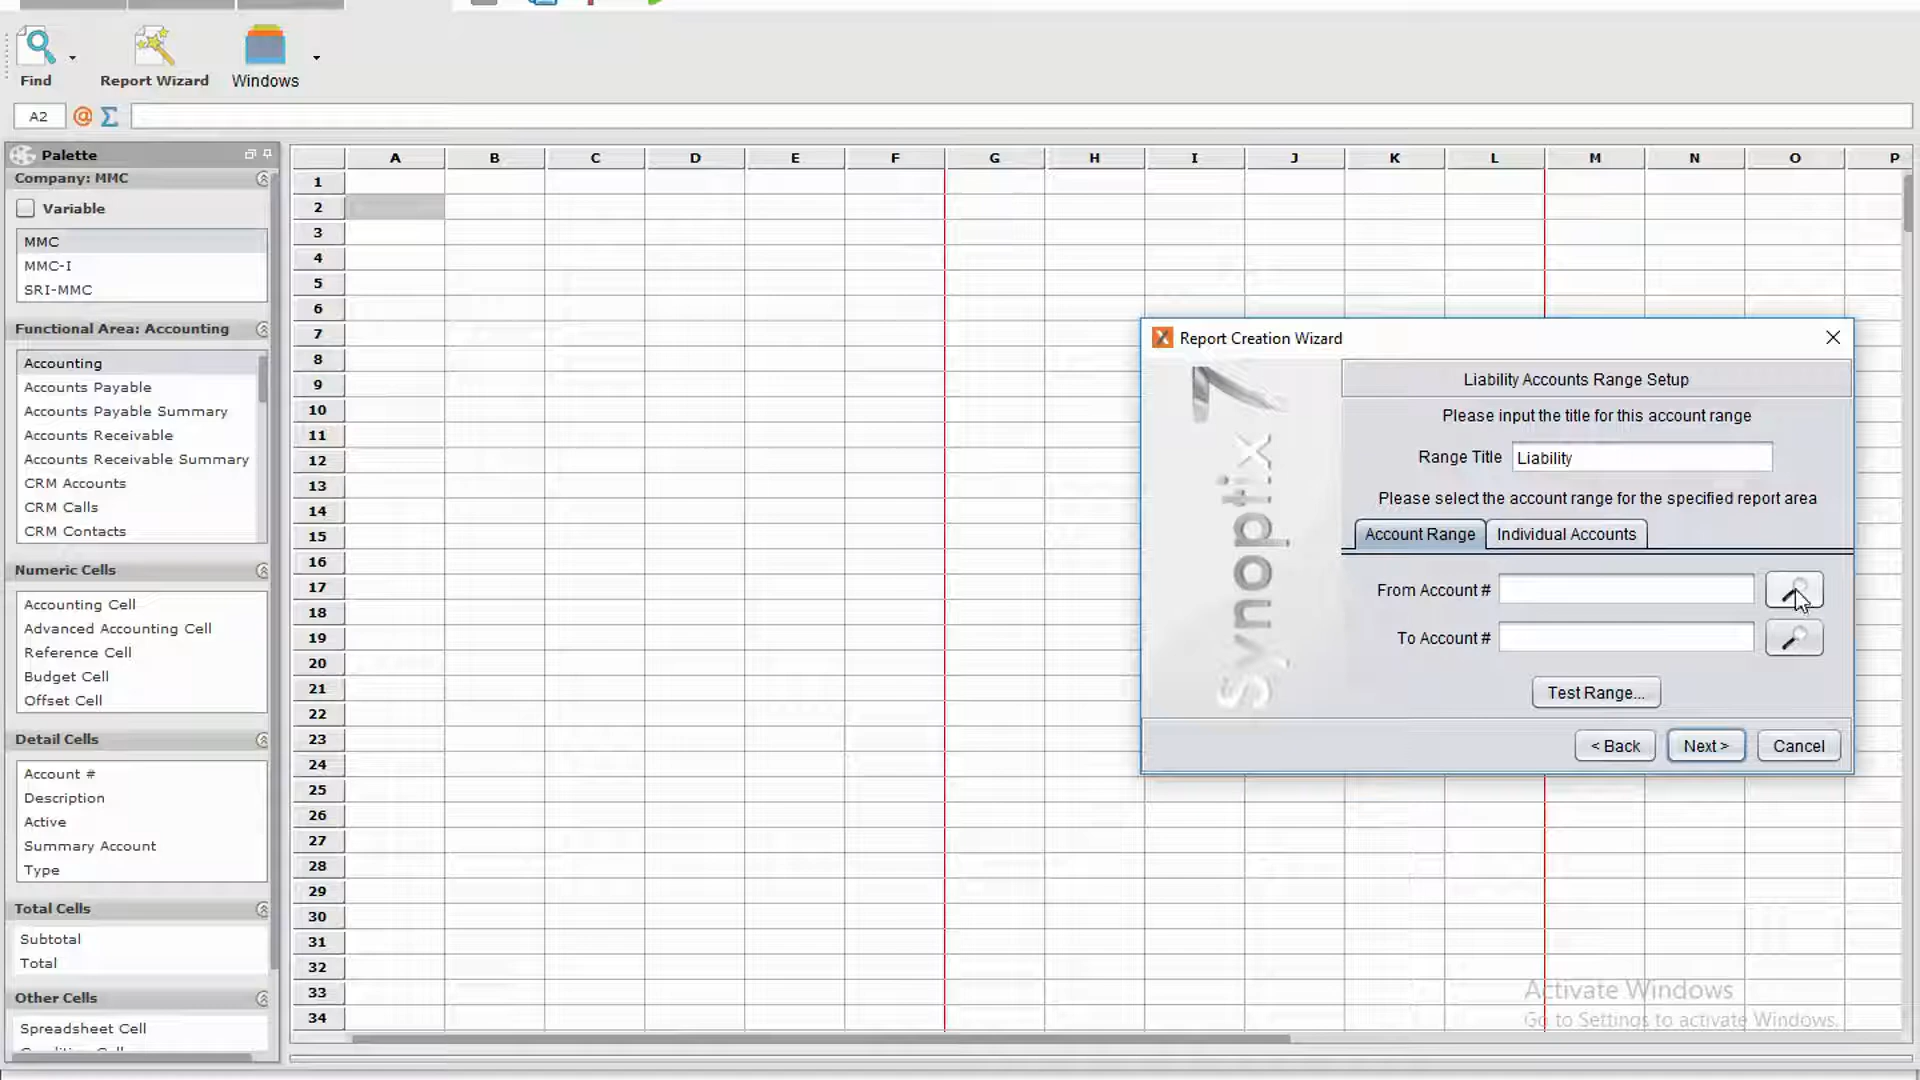 Find
Report Wizard
Windows
A2
Palette
Company: MMC
Variable
MMC
MMC-I
SRI-MMC
Functional Area: Accounting
Accounting
Accounts Payable
Accounts Payable Summary
Accounts Receivable
Accounts Receivable Summary
CRM Accounts
CRM Calls
CRM Contacts
Numeric Cells
Accounting Cell
Advanced Accounting Cell
Reference Cell
Budget Cell
Offset Cell
Detail Cells
Account #
Description
Active
Summary Account
Type
Total Cells
Subtotal
Total
Other Cells
Spreadsheet Cell
A B C D E F G H I J K L M N O P
1
2
3
4
5
6
7
8
9
10
11
12
13
14
15
16
17
18
19
20
21
22
23
24
25
26
27
28
29
30
31
32
33
34
Report Creation Wizard
synoptix 7
Liability Accounts Range Setup
Please input the title for this account range
Range Title Liability
Please select the account range for the specified report area
Account Range Individual Accounts
From Account #
To Account #
Test Range...
< Back Next > Cancel
Activate Windows
Go to Settings to activate Windows.